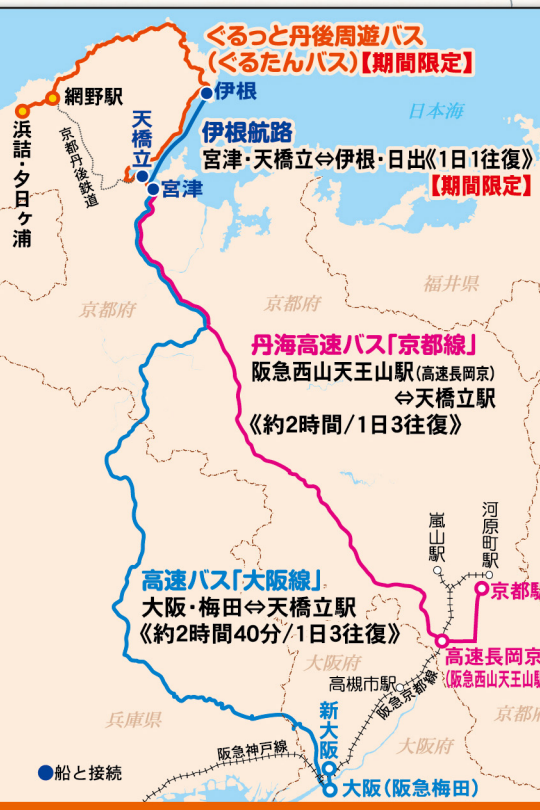 ぐるっと丹後周遊バス
(ぐるたんバス)【期間限定】
網野駅
伊根
日本海
天橋立
伊根航路
宮津・天橋立⇔伊根・日出《1日1往復》
【期間限定】
浜詰・夕日ヶ浦
京都丹後鉄道
宮津
福井県
京都府
京都府
丹海高速バス「京都線」
阪急西山天王山駅(高速長岡京)
⇔天橋立駅
《約2時間/1日3往復》
河原町駅
嵐山駅
高速バス「大阪線」
大阪・梅田⇔天橋立駅
《約2時間40分/1日3往復》
京都駅
高速長岡京
(阪急西山天王山駅
大阪府
高槻市駅
阪急京都線
京都府
新大阪
兵庫県
阪急神戸線
大阪府
●船と接続
大阪(阪急梅田)